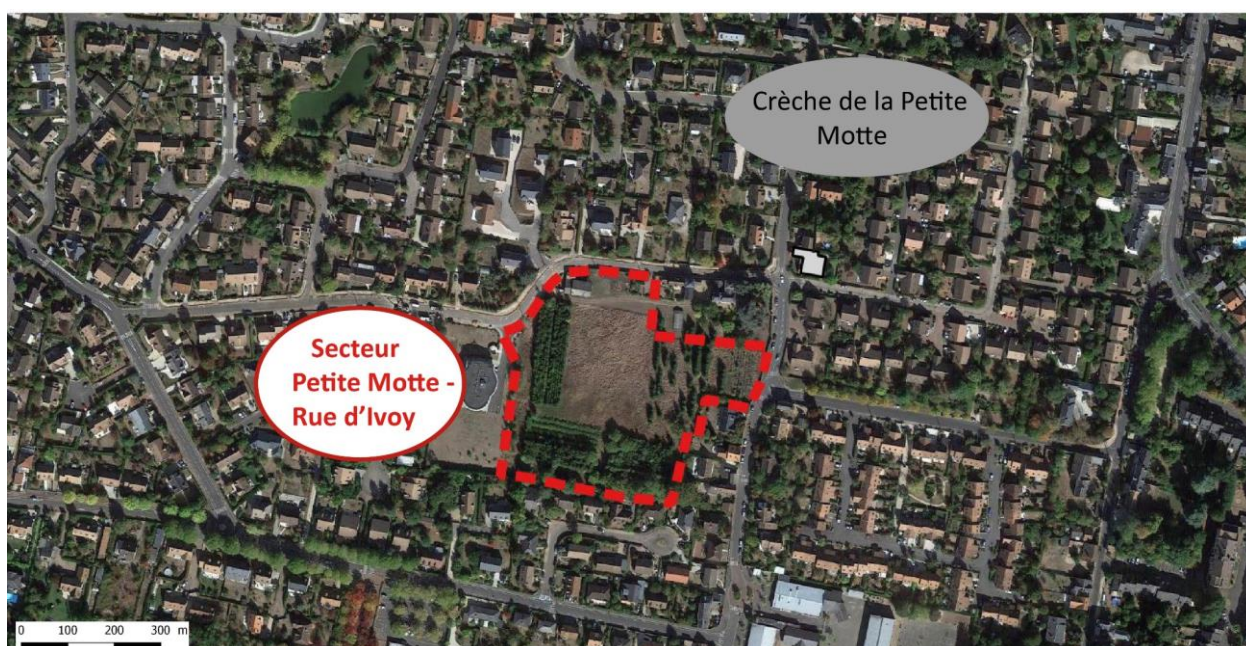 Crèche de la Petite
Motte
Secteur
Petite Motte -
Rue d'Ivoy
0 100 200 300 m